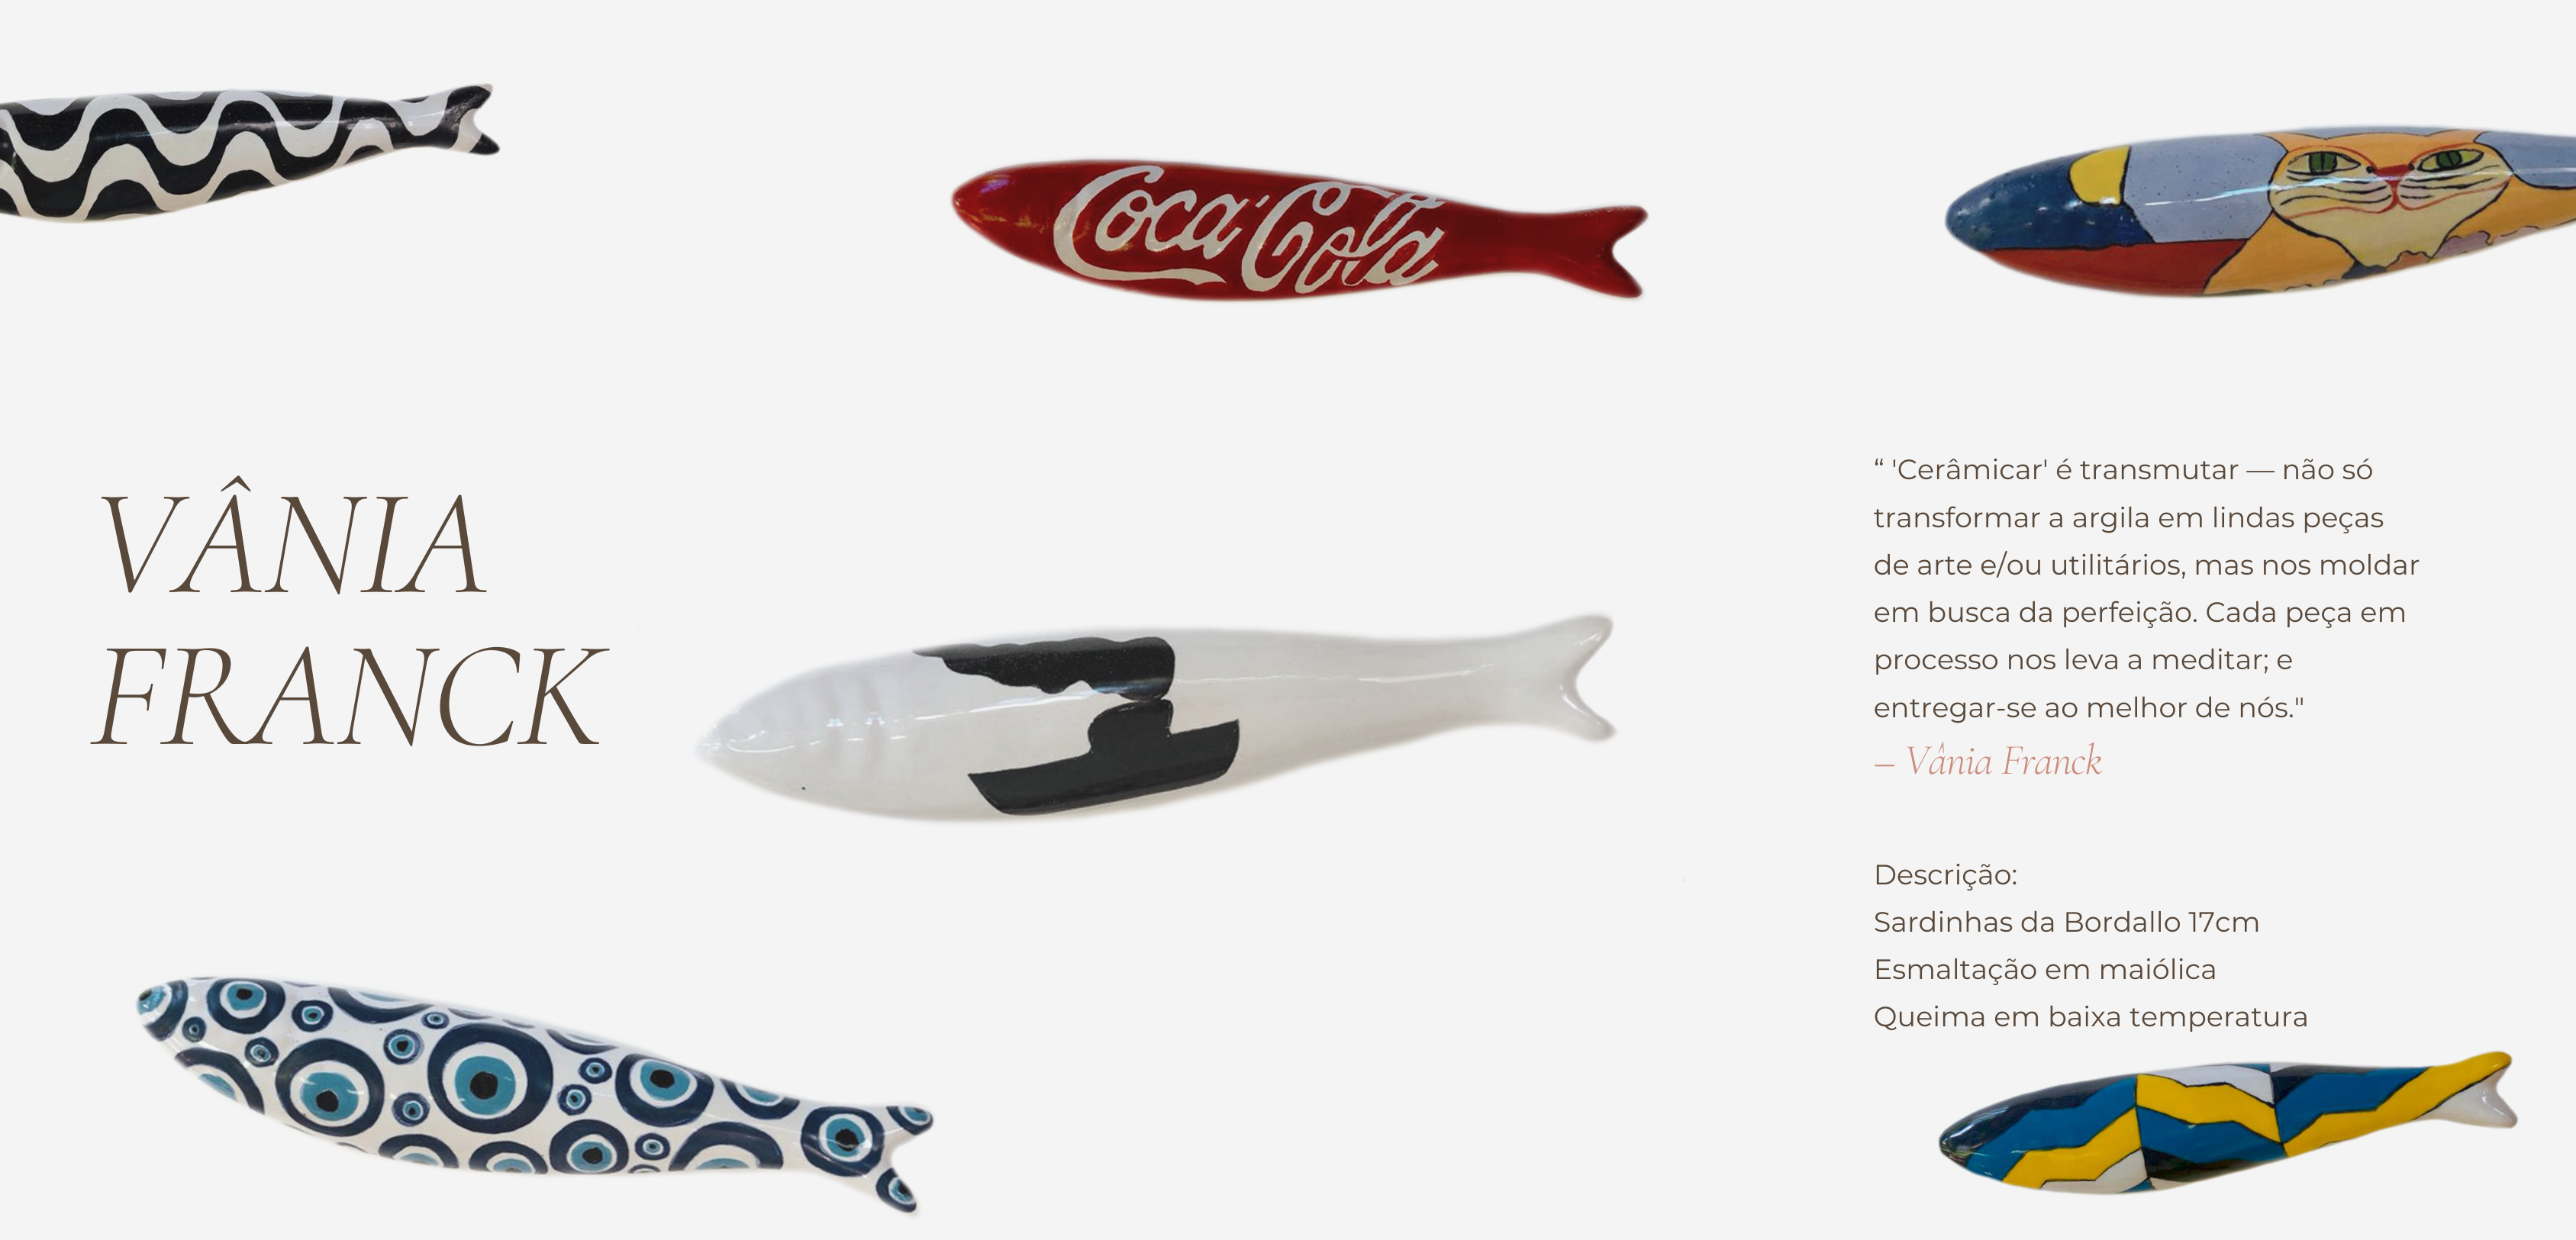 Coca-Cola
VÂNIA
FRANCK
“ 'Cerâmicar' é transmutar — não só
transformar a argila em lindas peças
de arte e/ou utilitários, mas nos moldar
em busca da perfeição. Cada peça em
processo nos leva a meditar; e
entregar-se ao melhor de nós."
– Vânia Franck
Descrição:
Sardinhas da Bordallo 17cm
Esmaltação em maiólica
Queima em baixa temperatura